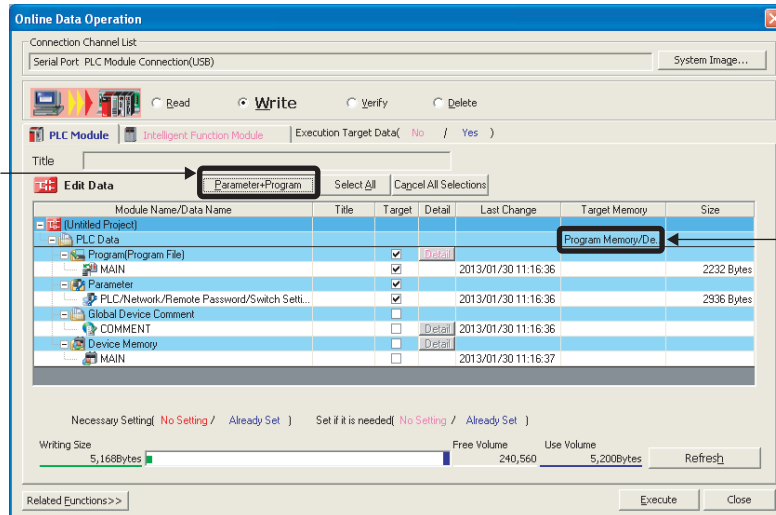 Online Data Operation
Connection Channel List
Serial Port PLC Module Connection(USB)
System Image...
Read Write Verify Delete
PLC Module Intelligent Function Module Execution Target Data( No / Yes )
Title
Edit Data Parameter+Program Select All Cancel All Selections
Module Name/Data Name Title Target Detail Last Change Target Memory Size
(Untitled Project)
PLC Data Program Memory/De...
Program(Program File) Detail
MAIN 2013/01/30 11:16:36 2232 Bytes
Parameter
PLC/Network/Remote Password/Switch Setti... 2013/01/30 11:16:36 2936 Bytes
Global Device Comment
COMMENT Detail 2013/01/30 11:16:36
Device Memory Detail
MAIN 2013/01/30 11:16:37
Necessary Setting( No Setting / Already Set ) Set if it is needed( No Setting / Already Set )
Writing Size Free Volume Use Volume
5,168Bytes 240,560 5,200Bytes Refresh
Related Functions>> Execute Close